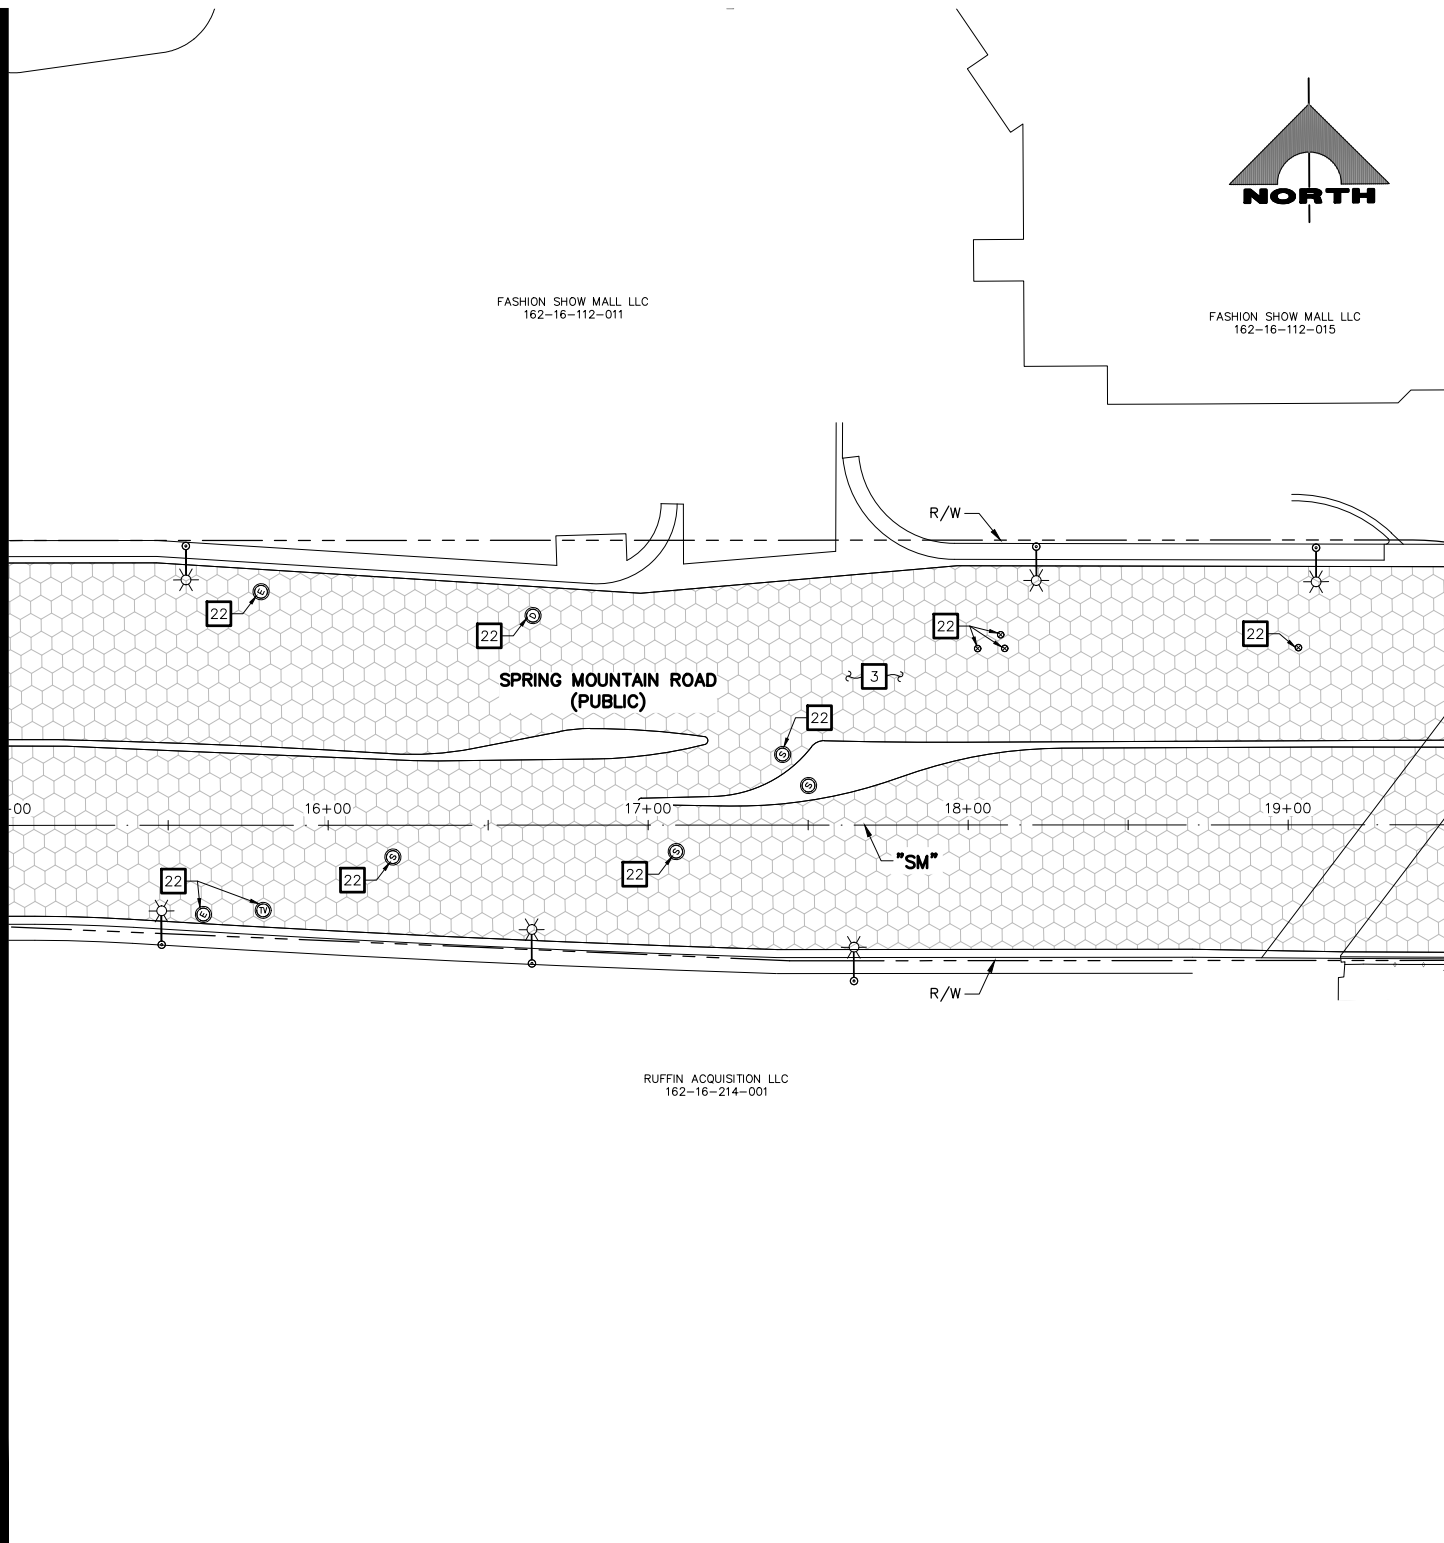 NORTH
FASHION SHOW MALL LLC
162-16-112-011
FASHION SHOW MALL LLC
162-16-112-015
R/W
E
22
D
22
22
22
3
SPRING MOUNTAIN ROAD
(PUBLIC)
22
S
S
00
16+00
17+00
18+00
19+00
"SM"
22
E
TV
22
S
22
S
R/W
RUFFIN ACQUISITION LLC
162-16-214-001